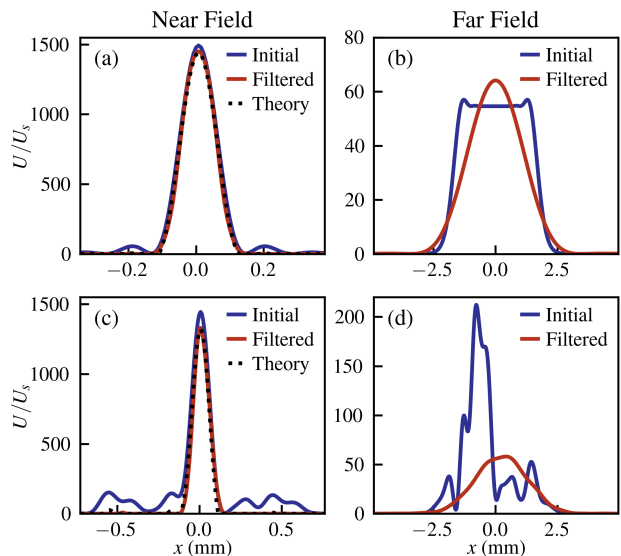 Near Field
Far Field
(a)
Initial
Filtered
Theory
U/U_s
1500
1000
500
0
−0.2
0.0
0.2
(b)
Initial
Filtered
80
60
40
20
0
−2.5
0.0
2.5
(c)
Initial
Filtered
Theory
U/U_s
1500
1000
500
0
−0.5
0.0
0.5
x (mm)
(d)
Initial
Filtered
200
150
100
50
0
−2.5
0.0
2.5
x (mm)